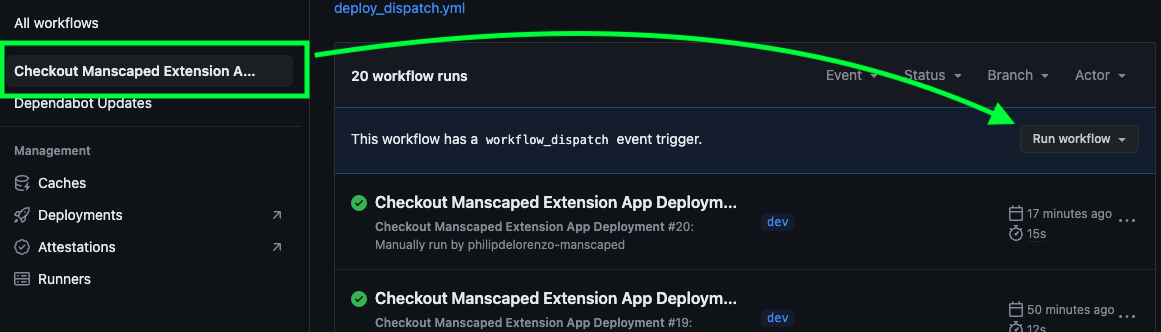 All workflows
Checkout Manscaped Extension A...
Dependabot Updates
Management
Caches
Deployments
Attestations
Runners
deploy_dispatch.yml
20 workflow runs
Event
Status
Branch
Actor
This workflow has a workflow_dispatch event trigger.
Run workflow
Checkout Manscaped Extension App Deploym...
Checkout Manscaped Extension App Deployment #20:
Manually run by philipdelorenzo-manscaped
dev
17 minutes ago
15s
Checkout Manscaped Extension App Deploym...
Checkout Manscaped Extension App Deployment #19:
dev
50 minutes ago
12s